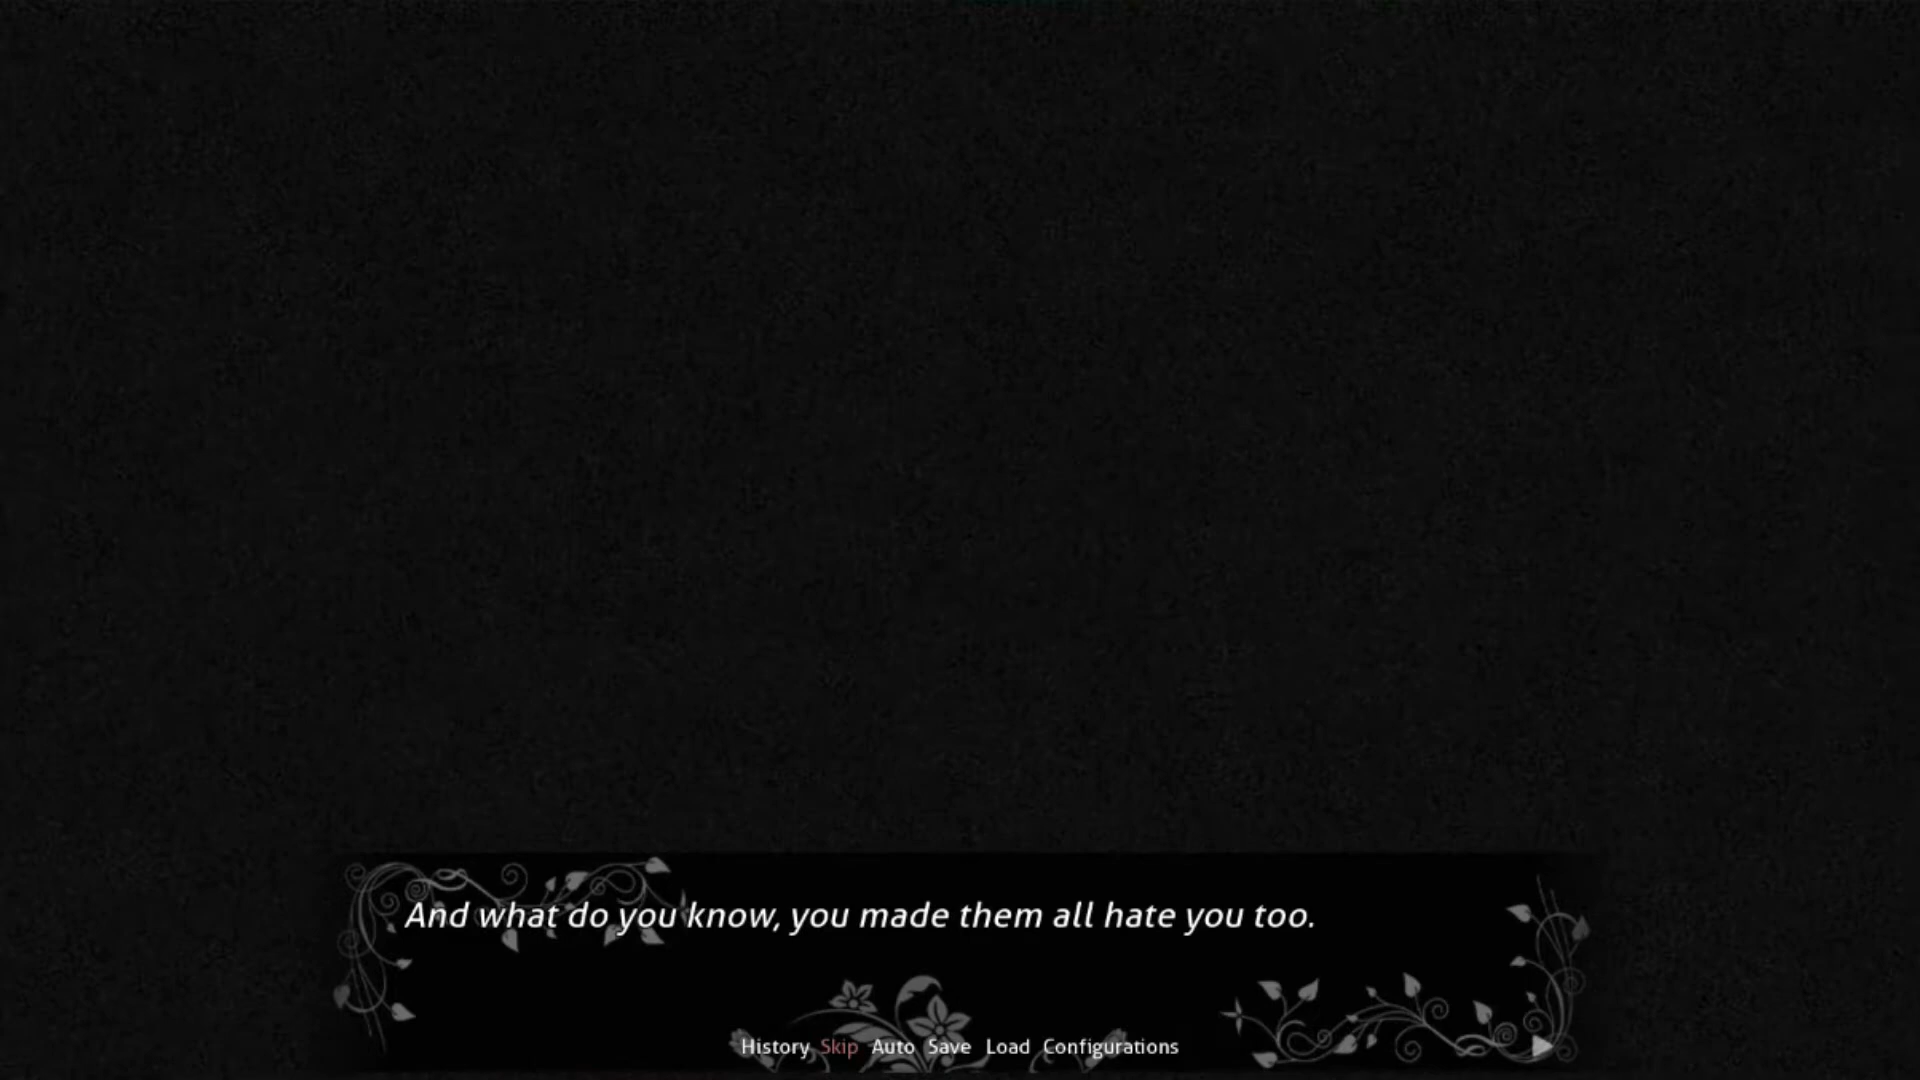 And what do you know, you made them all hate you too.
History Skip Auto Save Load Configurations